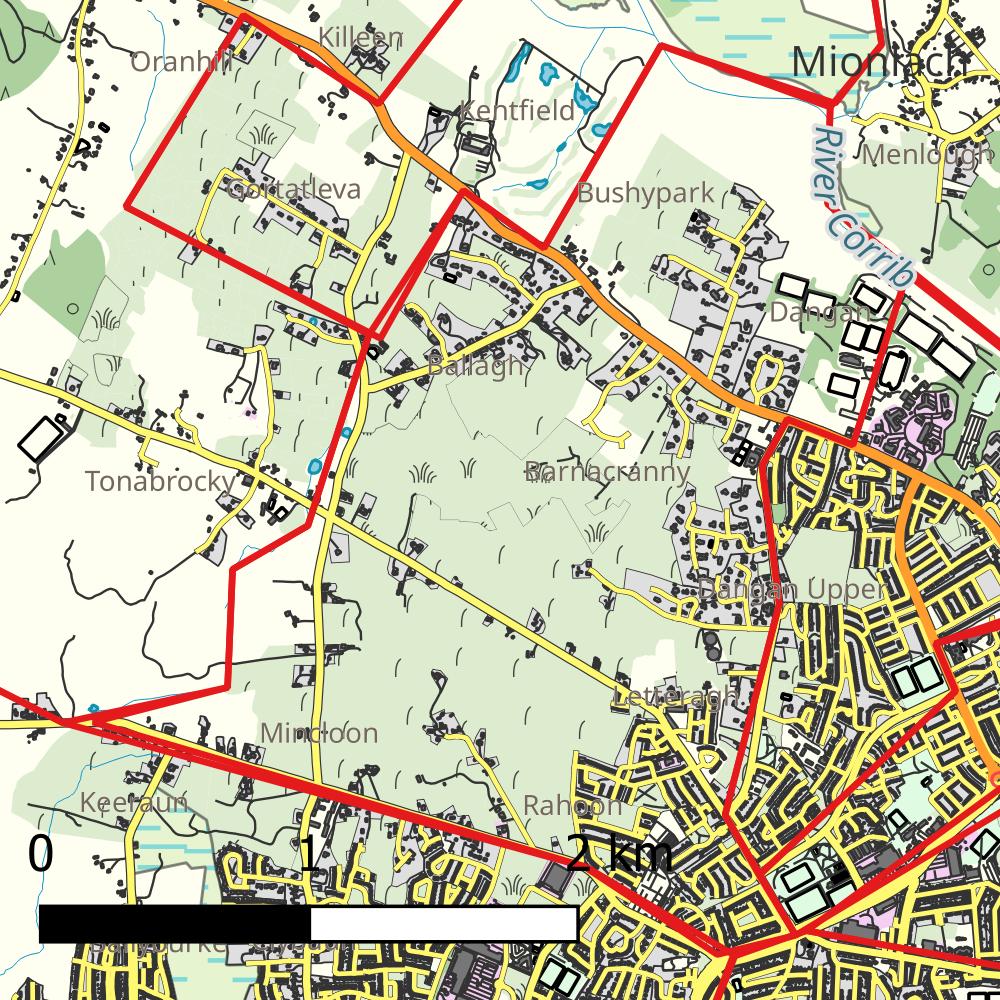 Killeen
Oranhill
Mionlach
Kentfield
Menlough
Gortatleva
Bushypark
River Corrib
Dangan
Ballagh
Barnacranny
Tonabrocky
Dangan Upper
Letteragh
Mincloon
Keeraun
Rahoon
0 1 2 km